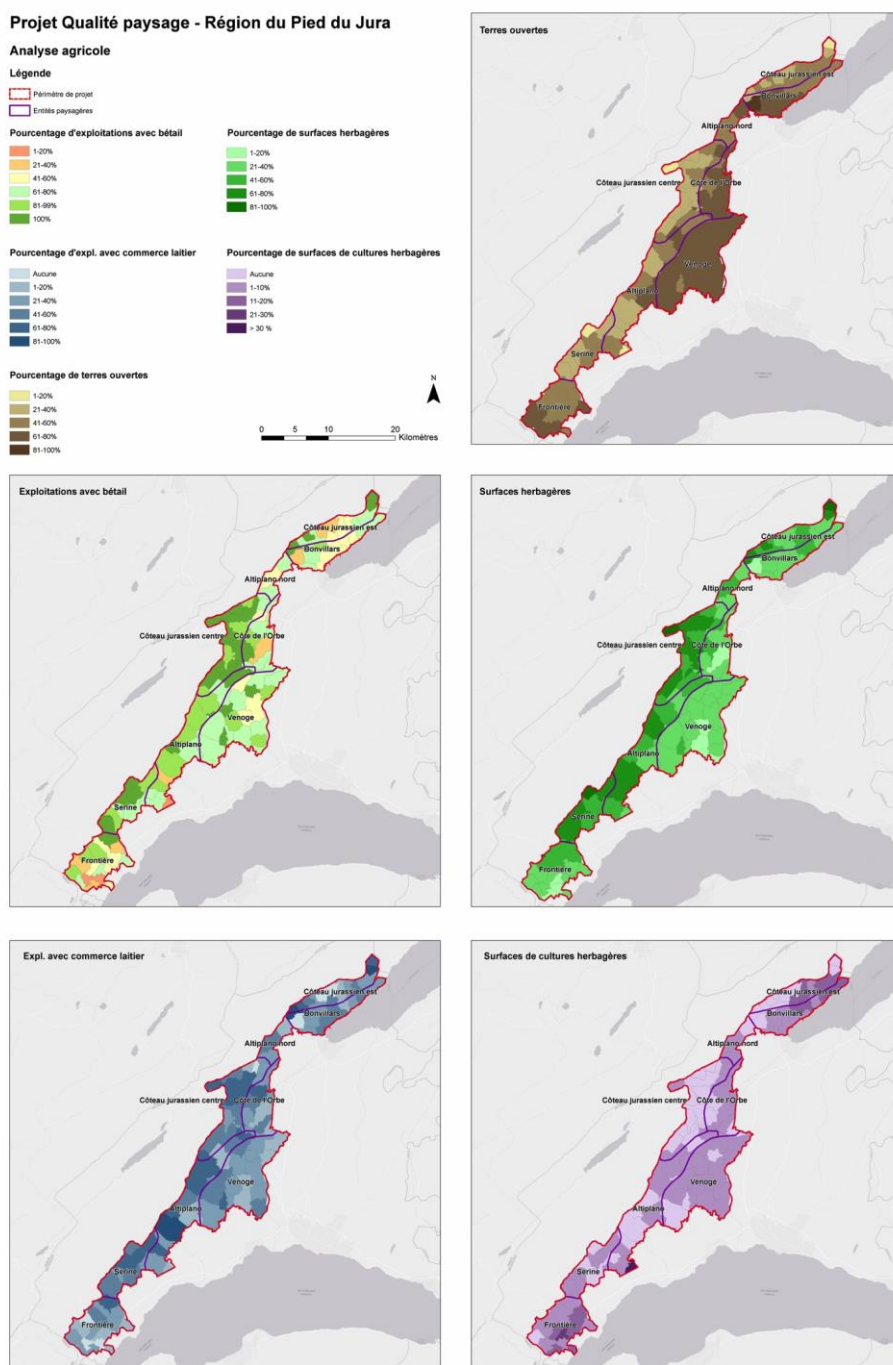 Projet Qualité paysage - Région du Pied du Jura
Analyse agricole
Légende
Périmètre de projet
Entités paysagères
Pourcentage d'exploitations avec bétail
1-20%
21-40%
41-60%
61-80%
81-99%
100%
Pourcentage de surfaces herbagères
1-20%
21-40%
41-60%
61-80%
81-100%
Pourcentage d'expl. avec commerce laitier
Aucune
1-20%
21-40%
41-60%
61-80%
81-100%
Pourcentage de surfaces de cultures herbagères
Aucune
1-10%
11-20%
21-30%
> 30 %
Pourcentage de terres ouvertes
1-20%
21-40%
41-60%
61-80%
81-100%
N
0 5 10 20
Kilomètres
Terres ouvertes
Côteau jurassien est
Bonvillars
Altiplano nord
Côteau jurassien centre
Côte de l'Orbe
Venoge
Altiplano
Serine
Frontière
Exploitations avec bétail
Côteau jurassien est
Bonvillars
Altiplano nord
Côteau jurassien centre
Côte de l'Orbe
Venoge
Altiplano
Serine
Frontière
Surfaces herbagères
Côteau jurassien est
Bonvillars
Altiplano nord
Côteau jurassien centre
Côte de l'Orbe
Venoge
Altiplano
Serine
Frontière
Expl. avec commerce laitier
Côteau jurassien est
Bonvillars
Altiplano nord
Côteau jurassien centre
Côte de l'Orbe
Venoge
Altiplano
Serine
Frontière
Surfaces de cultures herbagères
Côteau jurassien est
Bonvillars
Altiplano nord
Côteau jurassien centre
Côte de l'Orbe
Venoge
Altiplano
Serine
Frontière